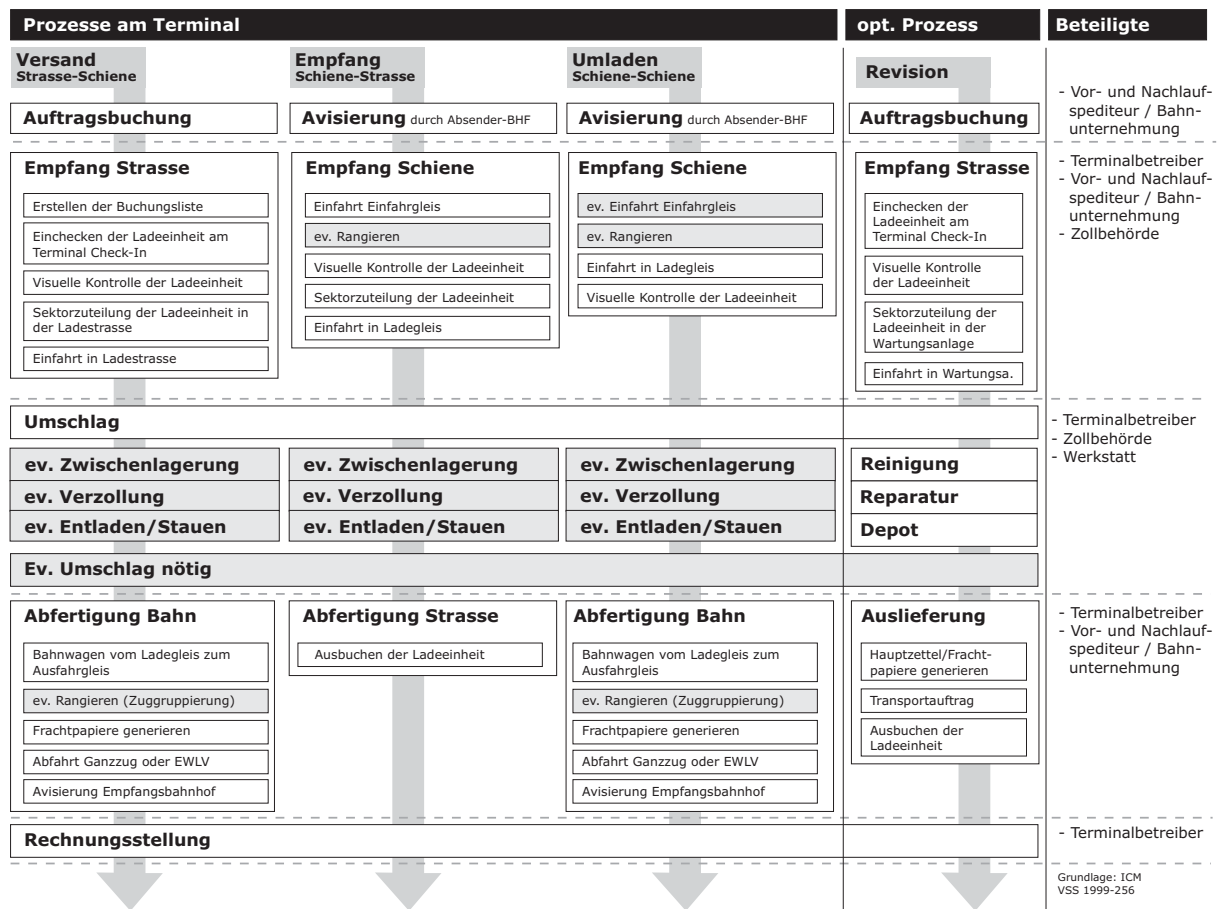 Prozesse am Terminal
opt. Prozess
Beteiligte
Versand
Strasse-Schiene
Empfang
Schiene-Strasse
Umladen
Schiene-Schiene
Revision
Auftragsbuchung
Avisierung durch Absender-BHF
Avisierung durch Absender-BHF
Auftragsbuchung
- Vor- und Nachlauf-
spediteur / Bahn-
unternehmung
Empfang Strasse
Erstellen der Buchungsliste
Einchecken der Ladeeinheit am
Terminal Check-In
Visuelle Kontrolle der Ladeeinheit
Sektorzuteilung der Ladeeinheit in
der Ladestrasse
Einfahrt in Ladestrasse
Empfang Schiene
Einfahrt Einfahrgleis
ev. Rangieren
Visuelle Kontrolle der Ladeeinheit
Sektorzuteilung der Ladeeinheit
Einfahrt in Ladegleis
Empfang Schiene
ev. Einfahrt Einfahrgleis
ev. Rangieren
Einfahrt in Ladegleis
Visuelle Kontrolle der Ladeeinheit
Empfang Strasse
Einchecken der
Ladeeinheit am
Terminal Check-In
Visuelle Kontrolle
der Ladeeinheit
Sektorzuteilung der
Ladeeinheit in der
Wartungsanlage
Einfahrt in Wartungsa.
- Terminalbetreiber
- Vor- und Nachlauf-
spediteur / Bahn-
unternehmung
- Zollbehörde
Umschlag
ev. Zwischenlagerung
ev. Verzollung
ev. Entladen/Stauen
ev. Zwischenlagerung
ev. Verzollung
ev. Entladen/Stauen
ev. Zwischenlagerung
ev. Verzollung
ev. Entladen/Stauen
Reinigung
Reparatur
Depot
Ev. Umschlag nötig
- Terminalbetreiber
- Zollbehörde
- Werkstatt
Abfertigung Bahn
Bahnwagen vom Ladegleis zum
Ausfahrgleis
ev. Rangieren (Zuggruppierung)
Frachtpapiere generieren
Abfahrt Ganzzug oder EWLV
Avisierung Empfangsbahnhof
Abfertigung Strasse
Ausbuchen der Ladeeinheit
Abfertigung Bahn
Bahnwagen vom Ladegleis zum
Ausfahrgleis
ev. Rangieren (Zuggruppierung)
Frachtpapiere generieren
Abfahrt Ganzzug oder EWLV
Avisierung Empfangsbahnhof
Auslieferung
Hauptzettel/Fracht-
papiere generieren
Transportauftrag
Ausbuchen der
Ladeeinheit
- Terminalbetreiber
- Vor- und Nachlauf-
spediteur / Bahn-
unternehmung
Rechnungsstellung
- Terminalbetreiber
Grundlage: ICM
VSS 1999-256